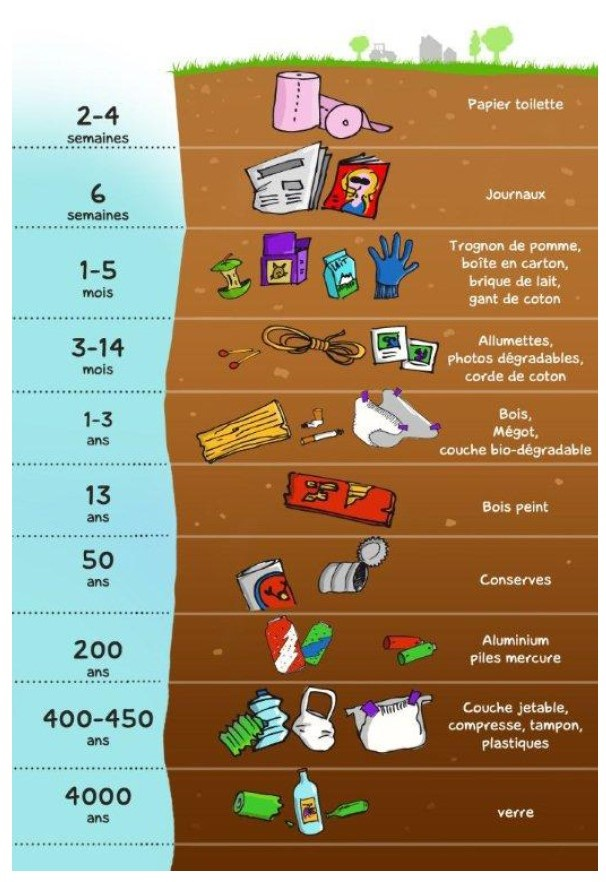 2-4
semaines
Papier toilette
6
semaines
Journaux
1-5
mois
Trognon de pomme,
boîte en carton,
brique de lait,
gant de coton
LAIT
3-14
mois
Allumettes,
photos dégradables,
corde de coton
1-3
ans
Bois,
Mégot,
couche bio-dégradable
13
ans
Bois peint
50
ans
Conserves
200
ans
Aluminium
piles mercure
400-450
ans
Couche jetable,
compresse, tampon,
plastiques
4000
ans
verre